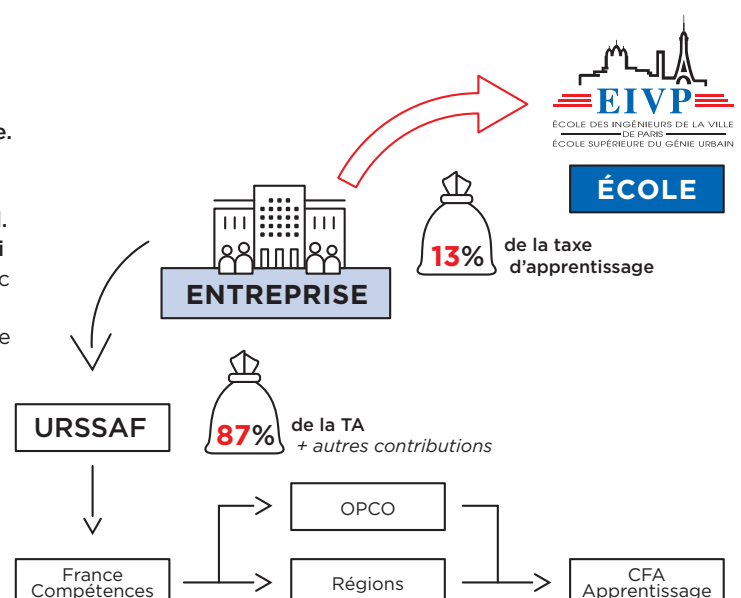 EIVP
ÉCOLE DES INGÉNIEURS DE LA VILLE
DE PARIS
ÉCOLE SUPÉRIEURE DU GÉNIE URBAIN
ÉCOLE
e.
l.
i
c
e
13%
de la taxe
d'apprentissage
ENTREPRISE
URSSAF
87%
de la TA
+ autres contributions
OPCO
France
Compétences
Régions
CFA
Apprentissage